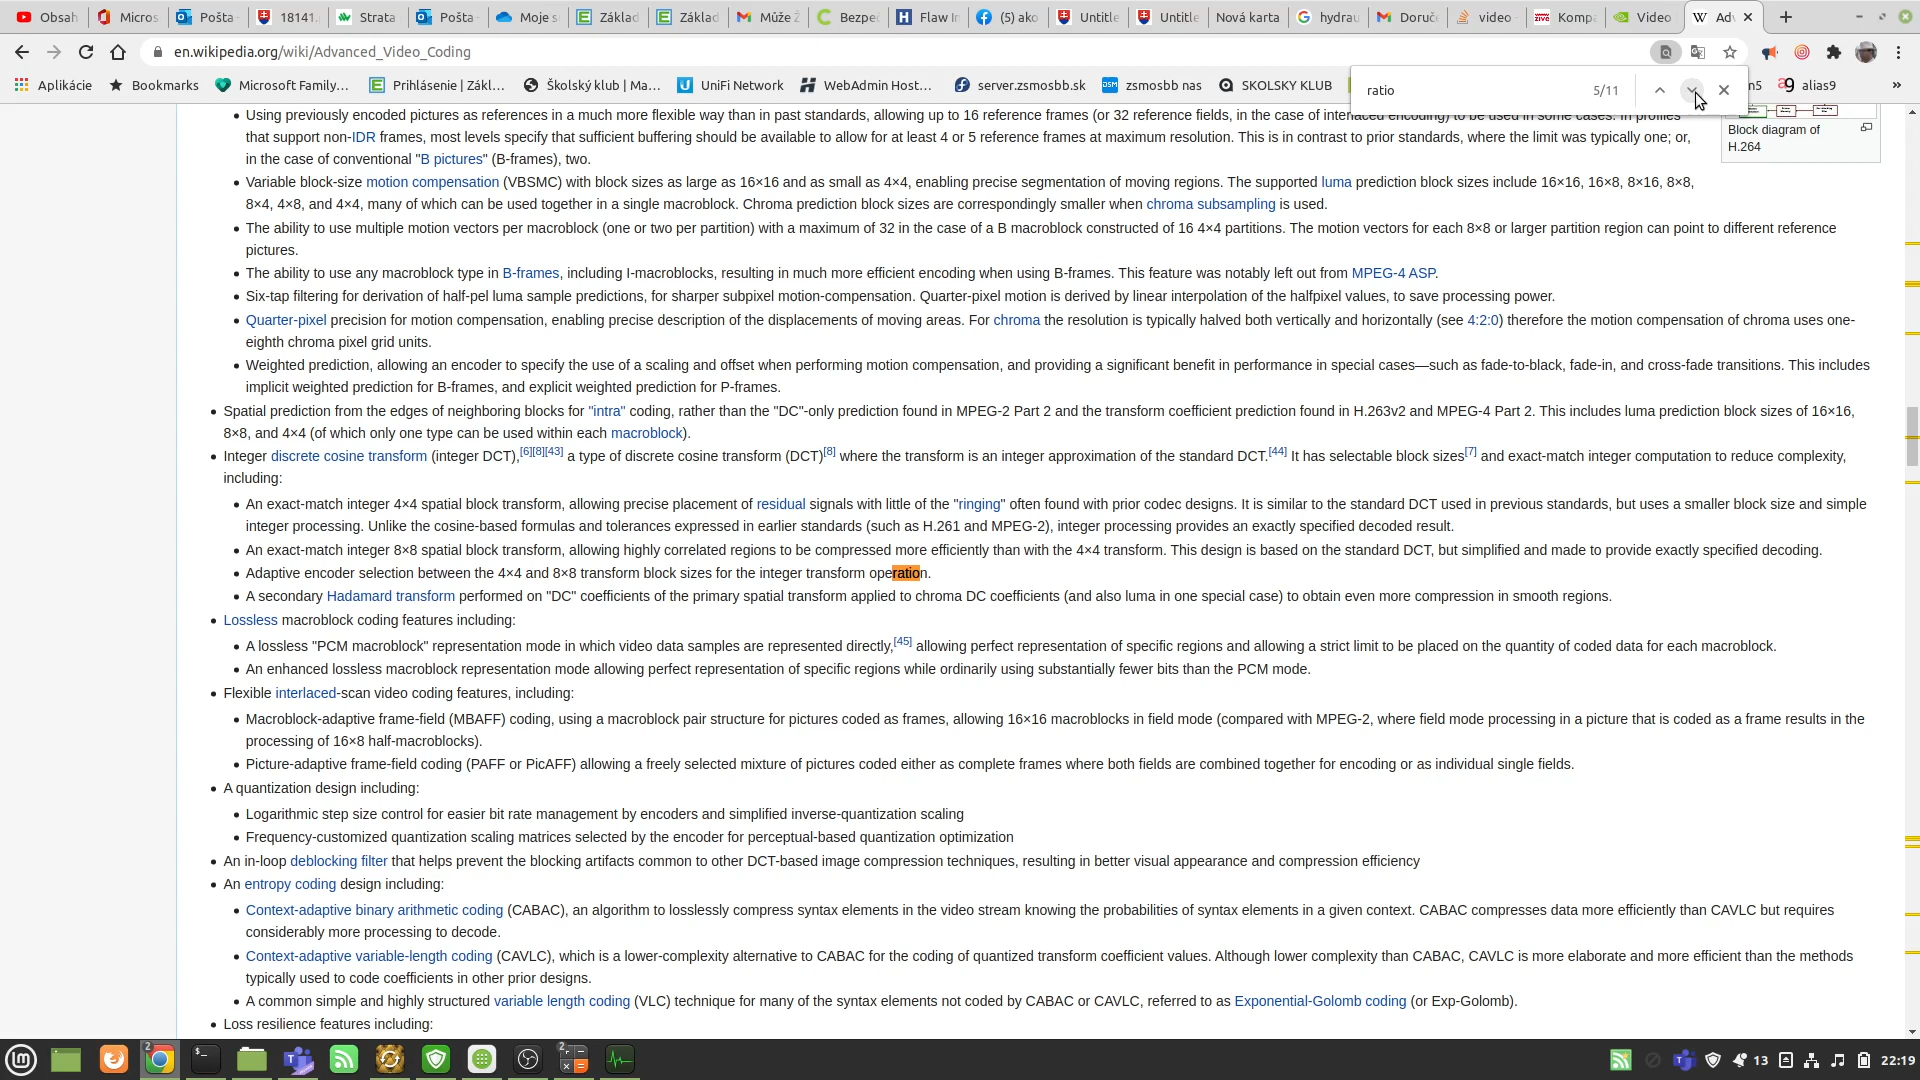 Obsah
Micros
Pošta
18141.
Strata
Pošta
Moje s
Základ
Základ
Môže Ž
Bezpe
Flaw In
(5) ako
Untitle
Untitle
Nová karta
hydrau
Doruč
video
Komp
Video
Adv
en.wikipedia.org/wiki/Advanced_Video_Coding
Aplikácie
Bookmarks
Microsoft Family...
Prihlásenie | Zákl...
Školský klub | Ma...
UniFi Network
WebAdmin Host...
server.zsmosbb.sk
zsmosbb nas
SKOLSKY KLUB
alias9
»
ratio
5/11
Block diagram of
H.264
• Using previously encoded pictures as references in a much more flexible way than in past standards, allowing up to 16 reference frames (or 32 reference fields, in the case of interlaced encoding) to be used in some cases. In profiles
that support non-IDR frames, most levels specify that sufficient buffering should be available to allow for at least 4 or 5 reference frames at maximum resolution. This is in contrast to prior standards, where the limit was typically one; or,
in the case of conventional "B pictures" (B-frames), two.
• Variable block-size motion compensation (VBSMC) with block sizes as large as 16×16 and as small as 4×4, enabling precise segmentation of moving regions. The supported luma prediction block sizes include 16×16, 16×8, 8×16, 8×8,
8×4, 4×8, and 4×4, many of which can be used together in a single macroblock. Chroma prediction block sizes are correspondingly smaller when chroma subsampling is used.
• The ability to use multiple motion vectors per macroblock (one or two per partition) with a maximum of 32 in the case of a B macroblock constructed of 16 4×4 partitions. The motion vectors for each 8×8 or larger partition region can point to different reference
pictures.
• The ability to use any macroblock type in B-frames, including I-macroblocks, resulting in much more efficient encoding when using B-frames. This feature was notably left out from MPEG-4 ASP.
• Six-tap filtering for derivation of half-pel luma sample predictions, for sharper subpixel motion-compensation. Quarter-pixel motion is derived by linear interpolation of the halfpixel values, to save processing power.
• Quarter-pixel precision for motion compensation, enabling precise description of the displacements of moving areas. For chroma the resolution is typically halved both vertically and horizontally (see 4:2:0) therefore the motion compensation of chroma uses one-
eighth chroma pixel grid units.
• Weighted prediction, allowing an encoder to specify the use of a scaling and offset when performing motion compensation, and providing a significant benefit in performance in special cases—such as fade-to-black, fade-in, and cross-fade transitions. This includes
implicit weighted prediction for B-frames, and explicit weighted prediction for P-frames.
• Spatial prediction from the edges of neighboring blocks for "intra" coding, rather than the "DC"-only prediction found in MPEG-2 Part 2 and the transform coefficient prediction found in H.263v2 and MPEG-4 Part 2. This includes luma prediction block sizes of 16×16,
8×8, and 4×4 (of which only one type can be used within each macroblock).
• Integer discrete cosine transform (integer DCT),[6][8][43] a type of discrete cosine transform (DCT)[8] where the transform is an integer approximation of the standard DCT.[44] It has selectable block sizes[7] and exact-match integer computation to reduce complexity,
including:
• An exact-match integer 4×4 spatial block transform, allowing precise placement of residual signals with little of the "ringing" often found with prior codec designs. It is similar to the standard DCT used in previous standards, but uses a smaller block size and simple
integer processing. Unlike the cosine-based formulas and tolerances expressed in earlier standards (such as H.261 and MPEG-2), integer processing provides an exactly specified decoded result.
• An exact-match integer 8×8 spatial block transform, allowing highly correlated regions to be compressed more efficiently than with the 4×4 transform. This design is based on the standard DCT, but simplified and made to provide exactly specified decoding.
• Adaptive encoder selection between the 4×4 and 8×8 transform block sizes for the integer transform operation.
• A secondary Hadamard transform performed on "DC" coefficients of the primary spatial transform applied to chroma DC coefficients (and also luma in one special case) to obtain even more compression in smooth regions.
• Lossless macroblock coding features including:
• A lossless "PCM macroblock" representation mode in which video data samples are represented directly,[45] allowing perfect representation of specific regions and allowing a strict limit to be placed on the quantity of coded data for each macroblock.
• An enhanced lossless macroblock representation mode allowing perfect representation of specific regions while ordinarily using substantially fewer bits than the PCM mode.
• Flexible interlaced-scan video coding features, including:
• Macroblock-adaptive frame-field (MBAFF) coding, using a macroblock pair structure for pictures coded as frames, allowing 16×16 macroblocks in field mode (compared with MPEG-2, where field mode processing in a picture that is coded as a frame results in the
processing of 16×8 half-macroblocks).
• Picture-adaptive frame-field coding (PAFF or PicAFF) allowing a freely selected mixture of pictures coded either as complete frames where both fields are combined together for encoding or as individual single fields.
• A quantization design including:
• Logarithmic step size control for easier bit rate management by encoders and simplified inverse-quantization scaling
• Frequency-customized quantization scaling matrices selected by the encoder for perceptual-based quantization optimization
• An in-loop deblocking filter that helps prevent the blocking artifacts common to other DCT-based image compression techniques, resulting in better visual appearance and compression efficiency
• An entropy coding design including:
• Context-adaptive binary arithmetic coding (CABAC), an algorithm to losslessly compress syntax elements in the video stream knowing the probabilities of syntax elements in a given context. CABAC compresses data more efficiently than CAVLC but requires
considerably more processing to decode.
• Context-adaptive variable-length coding (CAVLC), which is a lower-complexity alternative to CABAC for the coding of quantized transform coefficient values. Although lower complexity than CABAC, CAVLC is more elaborate and more efficient than the methods
typically used to code coefficients in other prior designs.
• A common simple and highly structured variable length coding (VLC) technique for many of the syntax elements not coded by CABAC or CAVLC, referred to as Exponential-Golomb coding (or Exp-Golomb).
• Loss resilience features including:
2
2
13
22:19